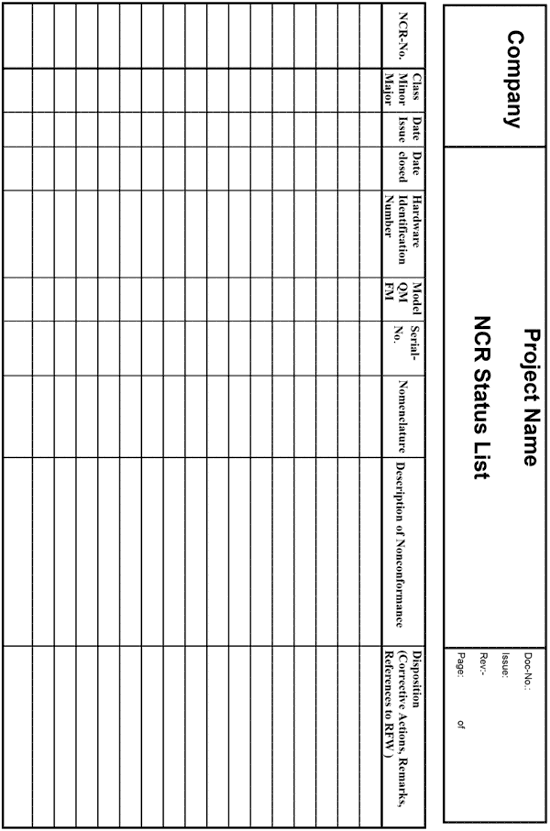 Company
Project Name
NCR Status List
Doc-No.:
Issue:
Rev:-
Page: of
NCR-No.
Class
Minor
Major
Date
Issue
Date
closed
Hardware
Identification
Number
Model
QM
FM
Serial-
No.
Nomenclature
Description of Nonconformance
Disposition
(Corrective Actions, Remarks,
References to RFW )